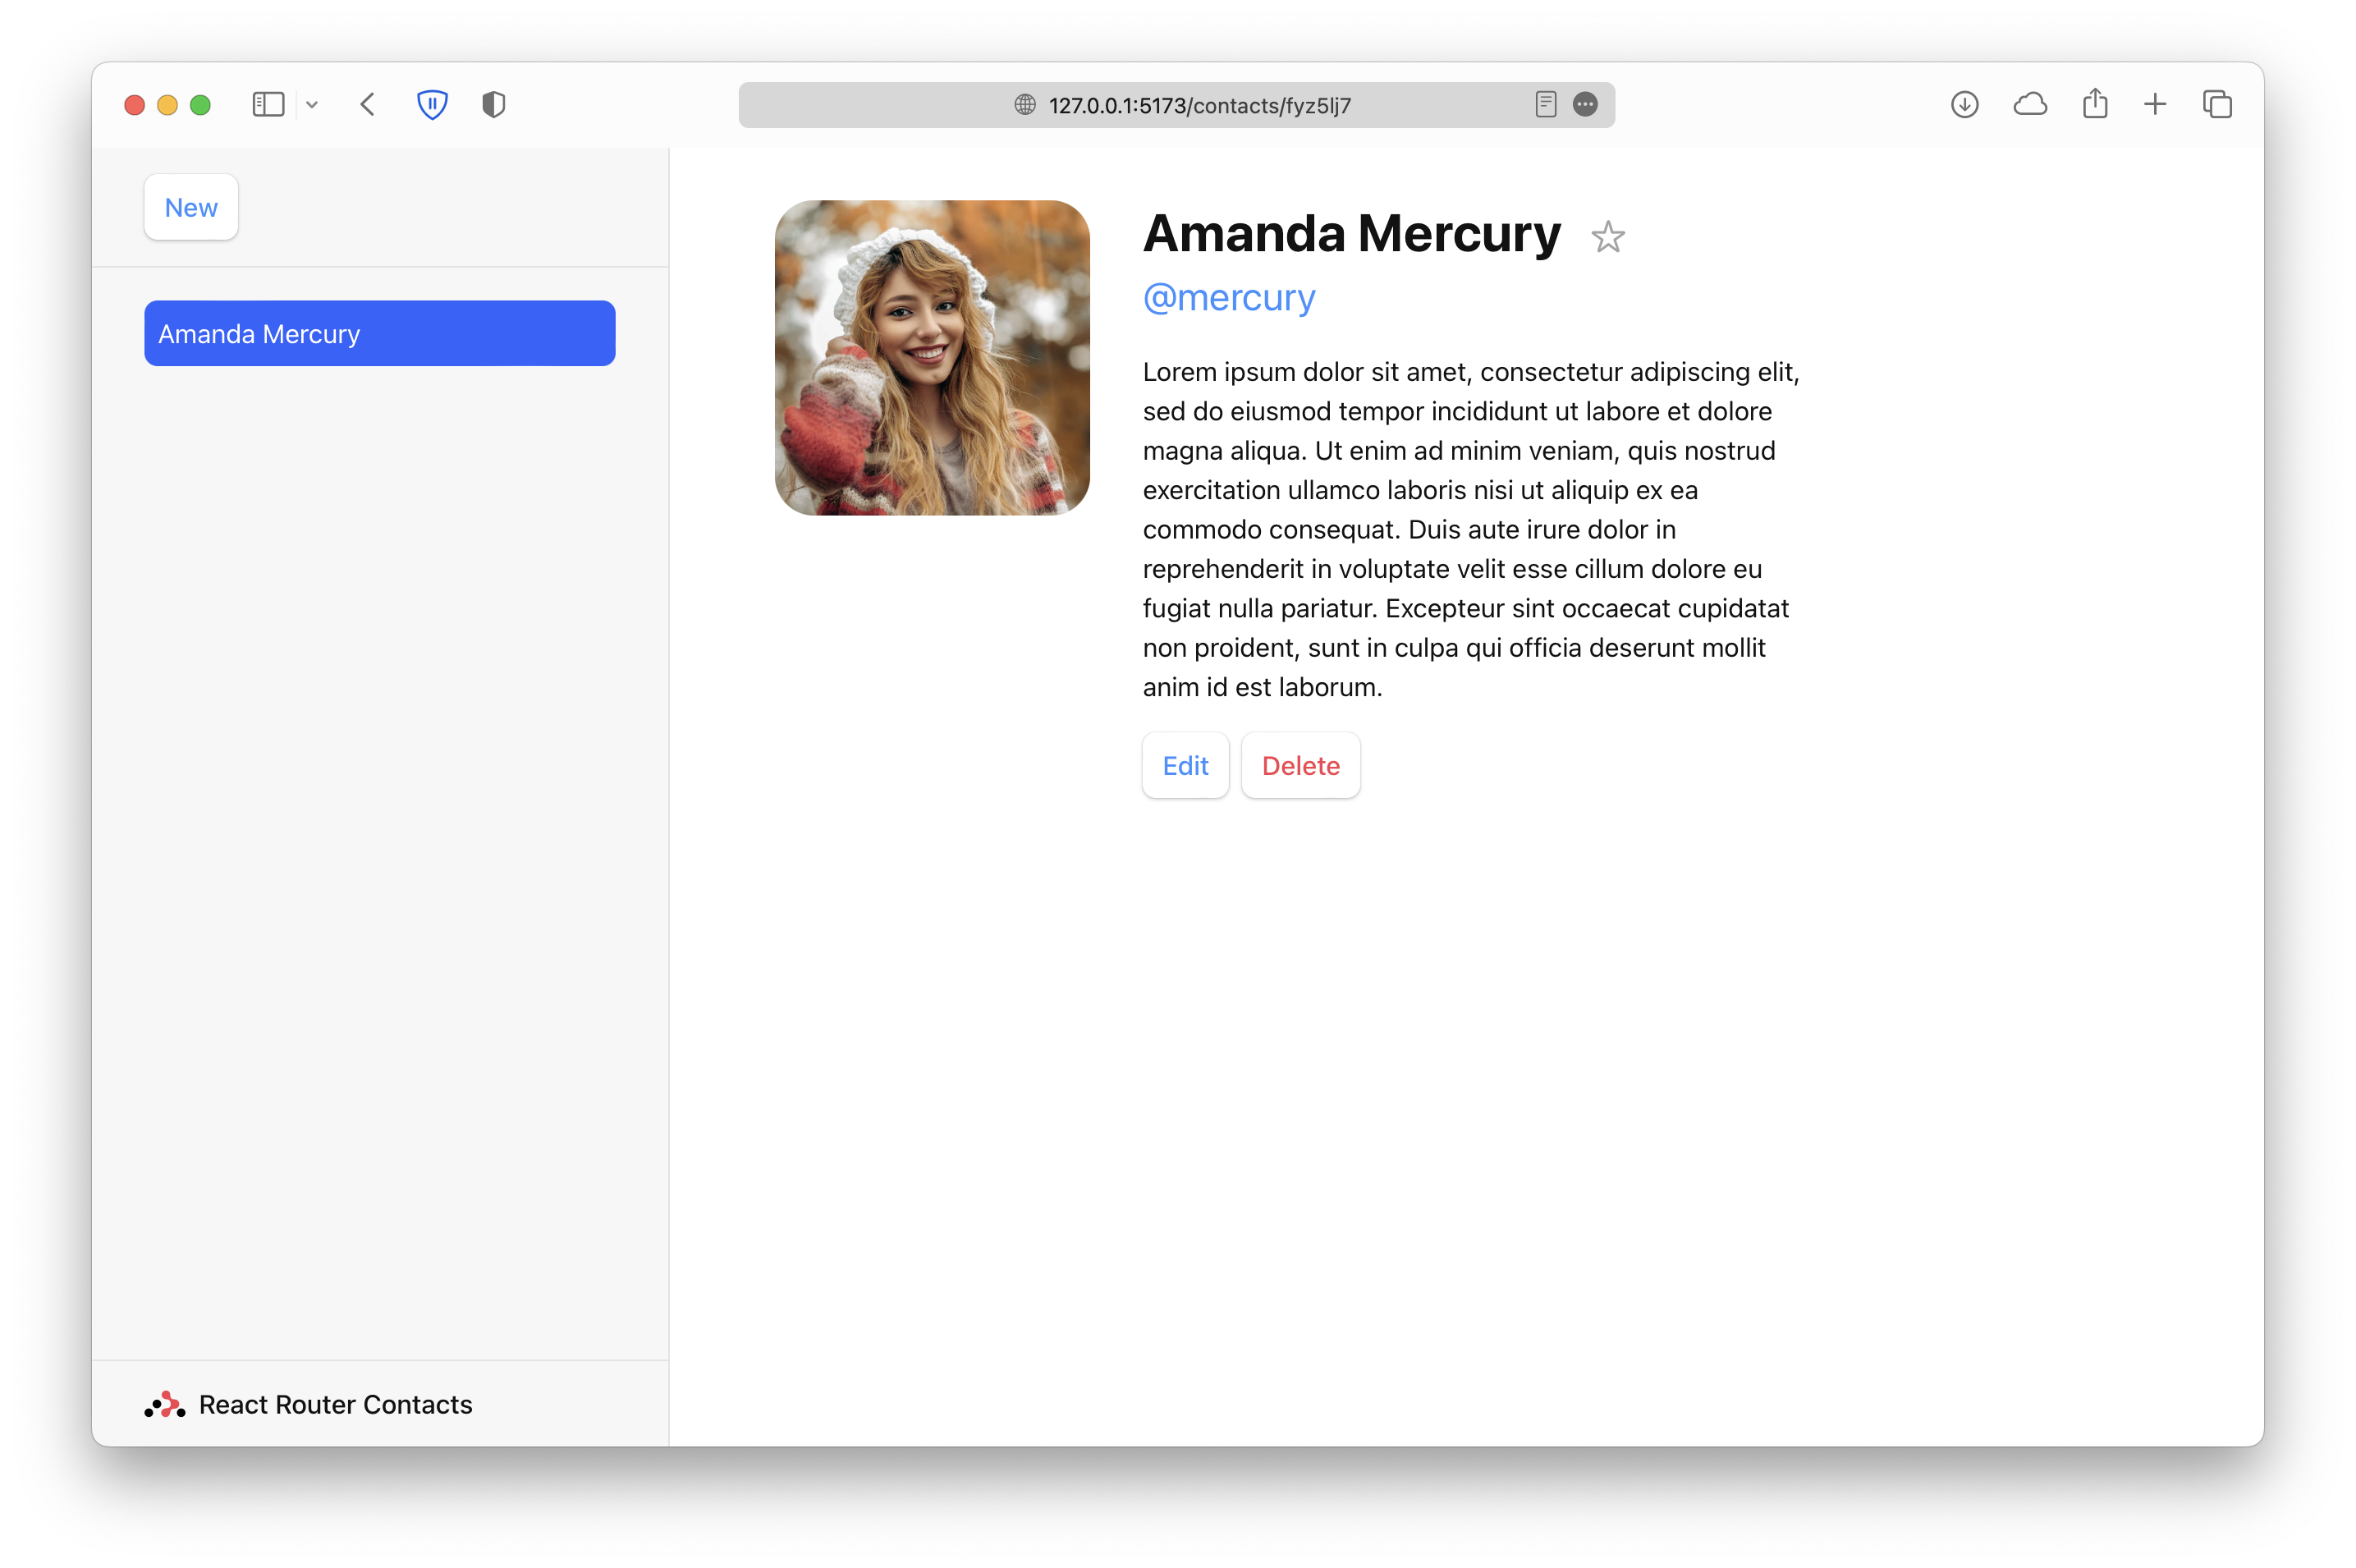 127.0.0.1:5173/contacts/fyz5lj7
New
Amanda Mercury
React Router Contacts
Amanda Mercury
@mercury
Lorem ipsum dolor sit amet, consectetur adipiscing elit,
sed do eiusmod tempor incididunt ut labore et dolore
magna aliqua. Ut enim ad minim veniam, quis nostrud
exercitation ullamco laboris nisi ut aliquip ex ea
commodo consequat. Duis aute irure dolor in
reprehenderit in voluptate velit esse cillum dolore eu
fugiat nulla pariatur. Excepteur sint occaecat cupidatat
non proident, sunt in culpa qui officia deserunt mollit
anim id est laborum.
Edit Delete